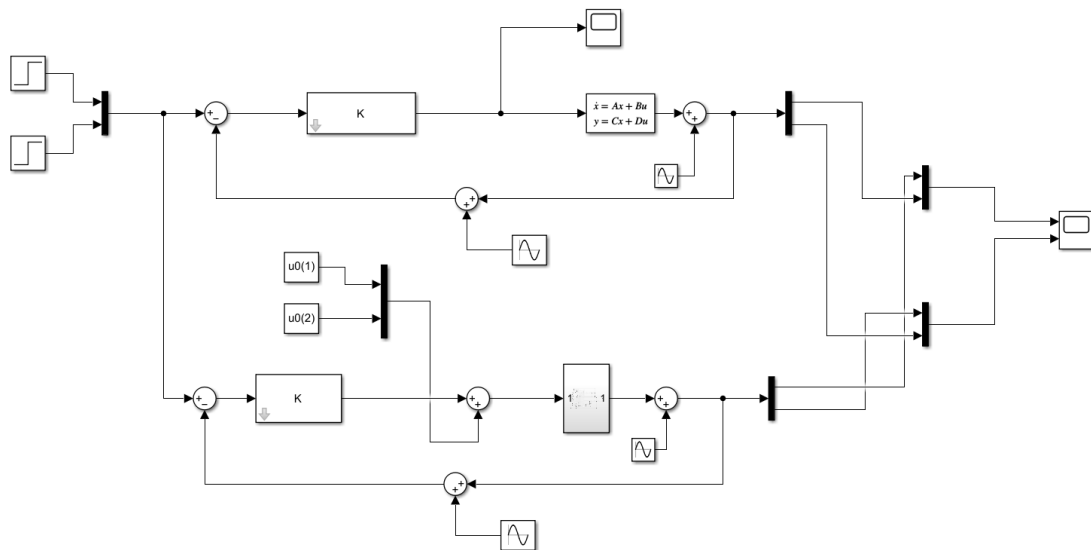 K
ẋ = Ax + Bu
y = Cx + Du
+
−
+
+
+
+
u0(1)
u0(2)
+
−
K
+
+
1 1
+
+
+
+